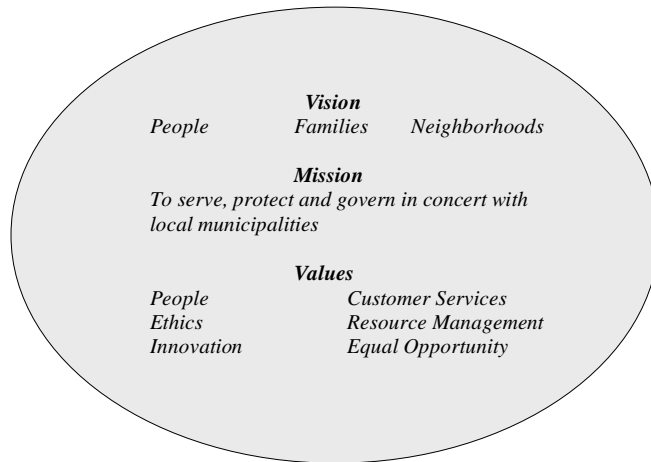 Vision
People Families Neighborhoods
Mission
To serve, protect and govern in concert with
local municipalities
Values
People Customer Services
Ethics Resource Management
Innovation Equal Opportunity